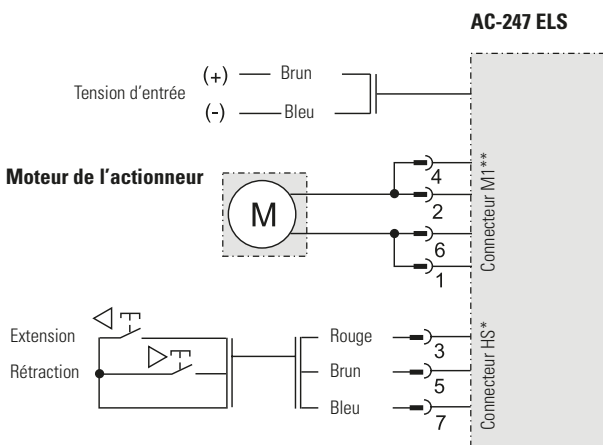 AC-247 ELS
(+) Brun
Tension d’entrée
(-) Bleu
Moteur de l’actionneur
M
4
2
6
1
Connecteur M1**
Extension
Rétraction
Rouge
3
Brun
5
Bleu
7
Connecteur HS*